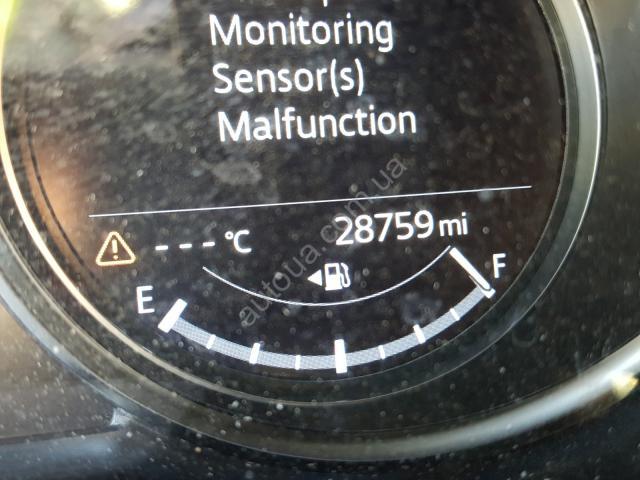 Monitoring
Sensor(s)
Malfunction
--- °C
28759 mi
E
F
autoua.com.ua